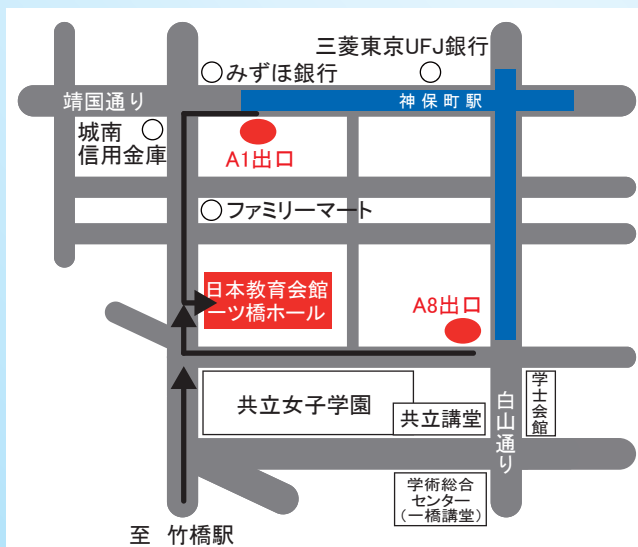 三菱東京UFJ銀行
みずほ銀行
靖国通り
神保町駅
城南
信用金庫
A1出口
ファミリーマート
日本教育会館
一ツ橋ホール
A8出口
共立女子学園
共立講堂
学士会館
白山通り
学術総合
センター
(一橋講堂)
至 竹橋駅